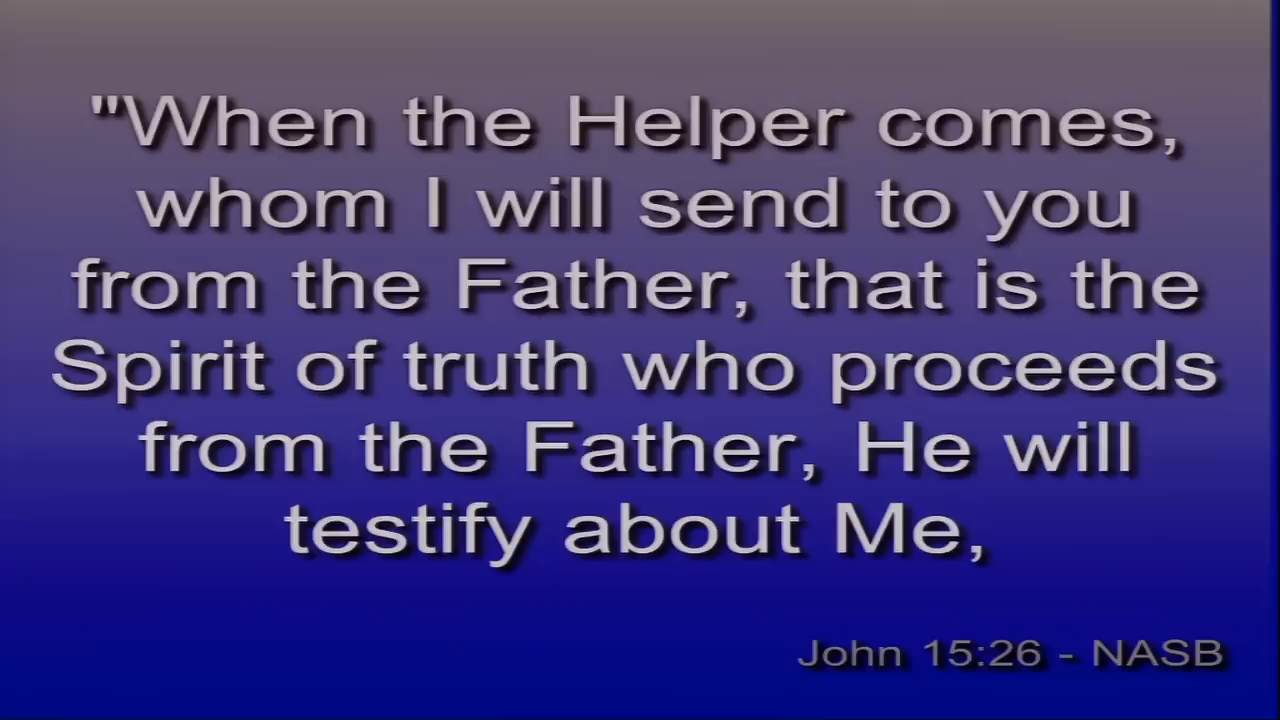 "When the Helper comes,
whom I will send to you
from the Father, that is the
Spirit of truth who proceeds
from the Father, He will
testify about Me,
John 15:26 - NASB